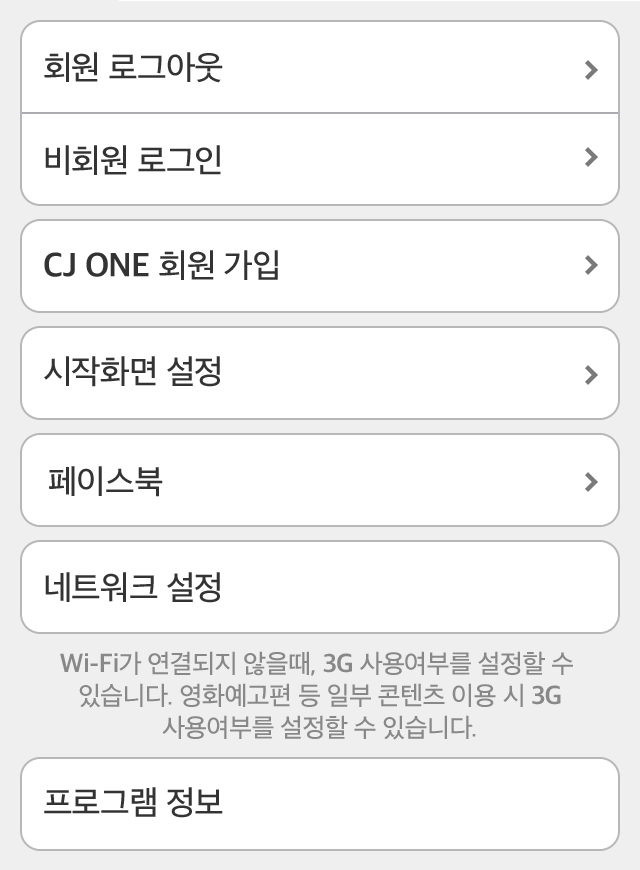 회원 로그아웃
비회원 로그인
CJ ONE 회원 가입
시작화면 설정
페이스북
네트워크 설정
Wi-Fi가 연결되지 않을때, 3G 사용여부를 설정할 수
있습니다. 영화예고편 등 일부 콘텐츠 이용 시 3G
사용여부를 설정할 수 있습니다.
프로그램 정보